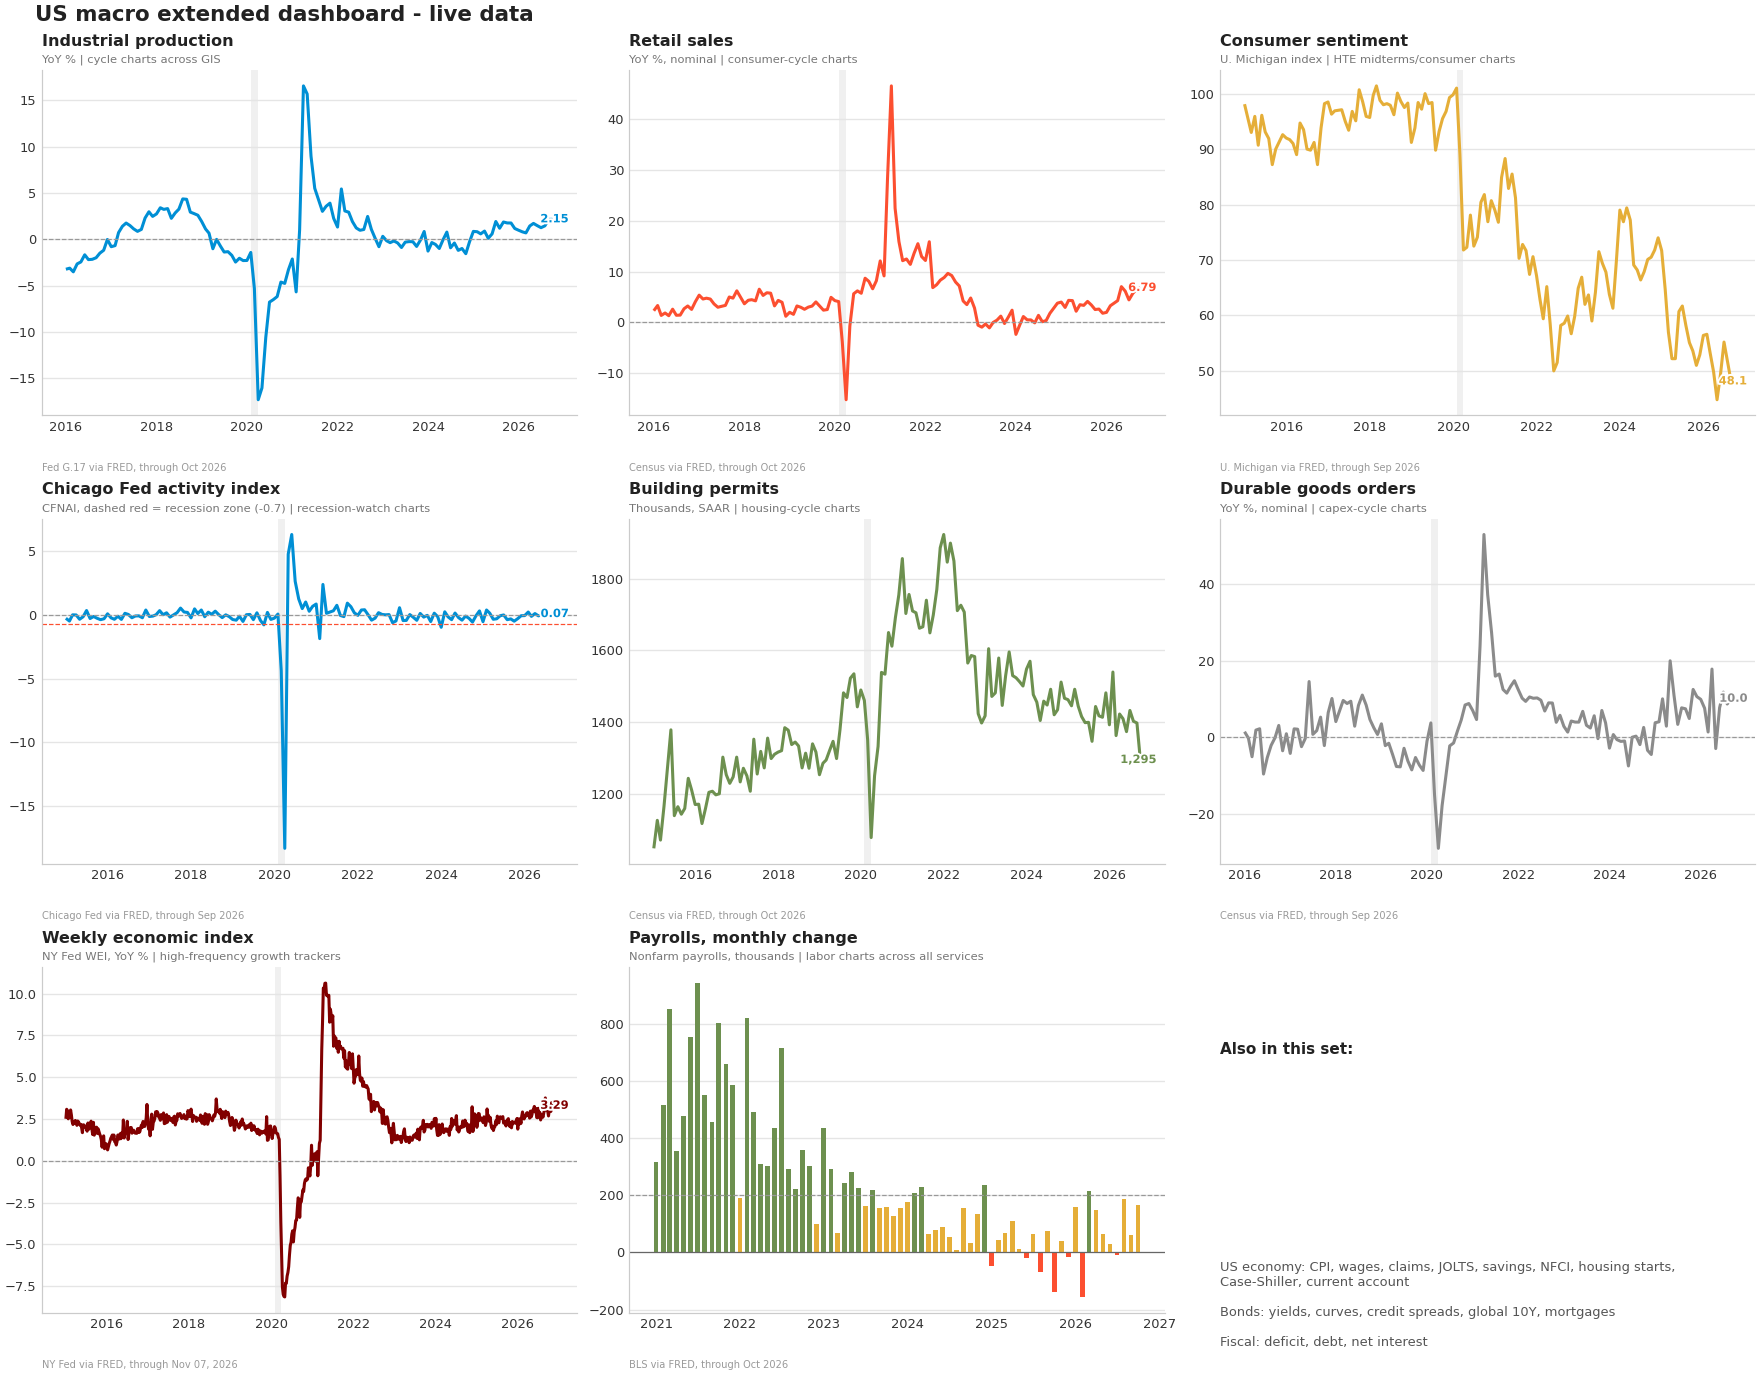 US macro extended dashboard - live data
Industrial production
YoY % | cycle charts across GIS
15
10
5
0
−5
−10
−15
2.15
2016 2018 2020 2022 2024 2026
Fed G.17 via FRED, through Oct 2026
Retail sales
YoY %, nominal | consumer-cycle charts
40
30
20
10
0
−10
6.79
2016 2018 2020 2022 2024 2026
Census via FRED, through Oct 2026
Consumer sentiment
U. Michigan index | HTE midterms/consumer charts
100
90
80
70
60
50
48.1
2016 2018 2020 2022 2024 2026
U. Michigan via FRED, through Sep 2026
Chicago Fed activity index
CFNAI, dashed red = recession zone (-0.7) | recession-watch charts
5
0
−5
−10
−15
0.07
2016 2018 2020 2022 2024 2026
Chicago Fed via FRED, through Sep 2026
Building permits
Thousands, SAAR | housing-cycle charts
1800
1600
1400
1200
1,295
2016 2018 2020 2022 2024 2026
Census via FRED, through Oct 2026
Durable goods orders
YoY %, nominal | capex-cycle charts
40
20
0
−20
10.0
2016 2018 2020 2022 2024 2026
Census via FRED, through Sep 2026
Weekly economic index
NY Fed WEI, YoY % | high-frequency growth trackers
10.0
7.5
5.0
2.5
0.0
−2.5
−5.0
−7.5
3.29
2016 2018 2020 2022 2024 2026
NY Fed via FRED, through Nov 07, 2026
Payrolls, monthly change
Nonfarm payrolls, thousands | labor charts across all services
800
600
400
200
0
−200
2021 2022 2023 2024 2025 2026 2027
BLS via FRED, through Oct 2026
Also in this set:
US economy: CPI, wages, claims, JOLTS, savings, NFCI, housing starts,
Case-Shiller, current account
Bonds: yields, curves, credit spreads, global 10Y, mortgages
Fiscal: deficit, debt, net interest